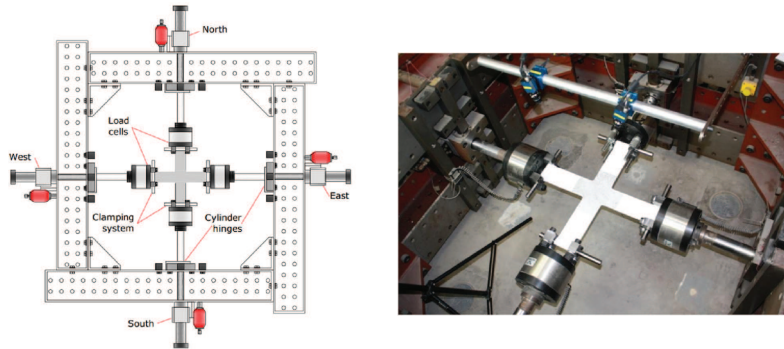 North
Load
cells
West
East
Clamping
system
Cylinder
hinges
South